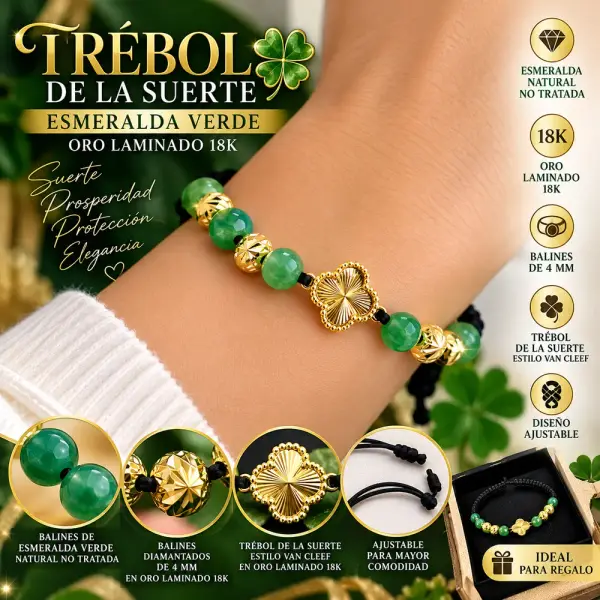 TRÉBOL
DE LA SUERTE
ESMERALDA VERDE
ORO LAMINADO 18K
Suerte
Prosperidad
Protección
Elegancia
ESMERALDA
NATURAL
NO TRATADA
18K
ORO
LAMINADO
18K
BALINES
DE 4 MM
TRÉBOL
DE LA SUERTE
ESTILO VAN CLEEF
DISEÑO
AJUSTABLE
BALINES DE
ESMERALDA VERDE
NATURAL NO TRATADA
BALINES
DIAMANTADOS
DE 4 MM
EN ORO LAMINADO 18K
TRÉBOL DE LA SUERTE
ESTILO VAN CLEEF
EN ORO LAMINADO 18K
AJUSTABLE
PARA MAYOR
COMODIDAD
IDEAL
PARA REGALO